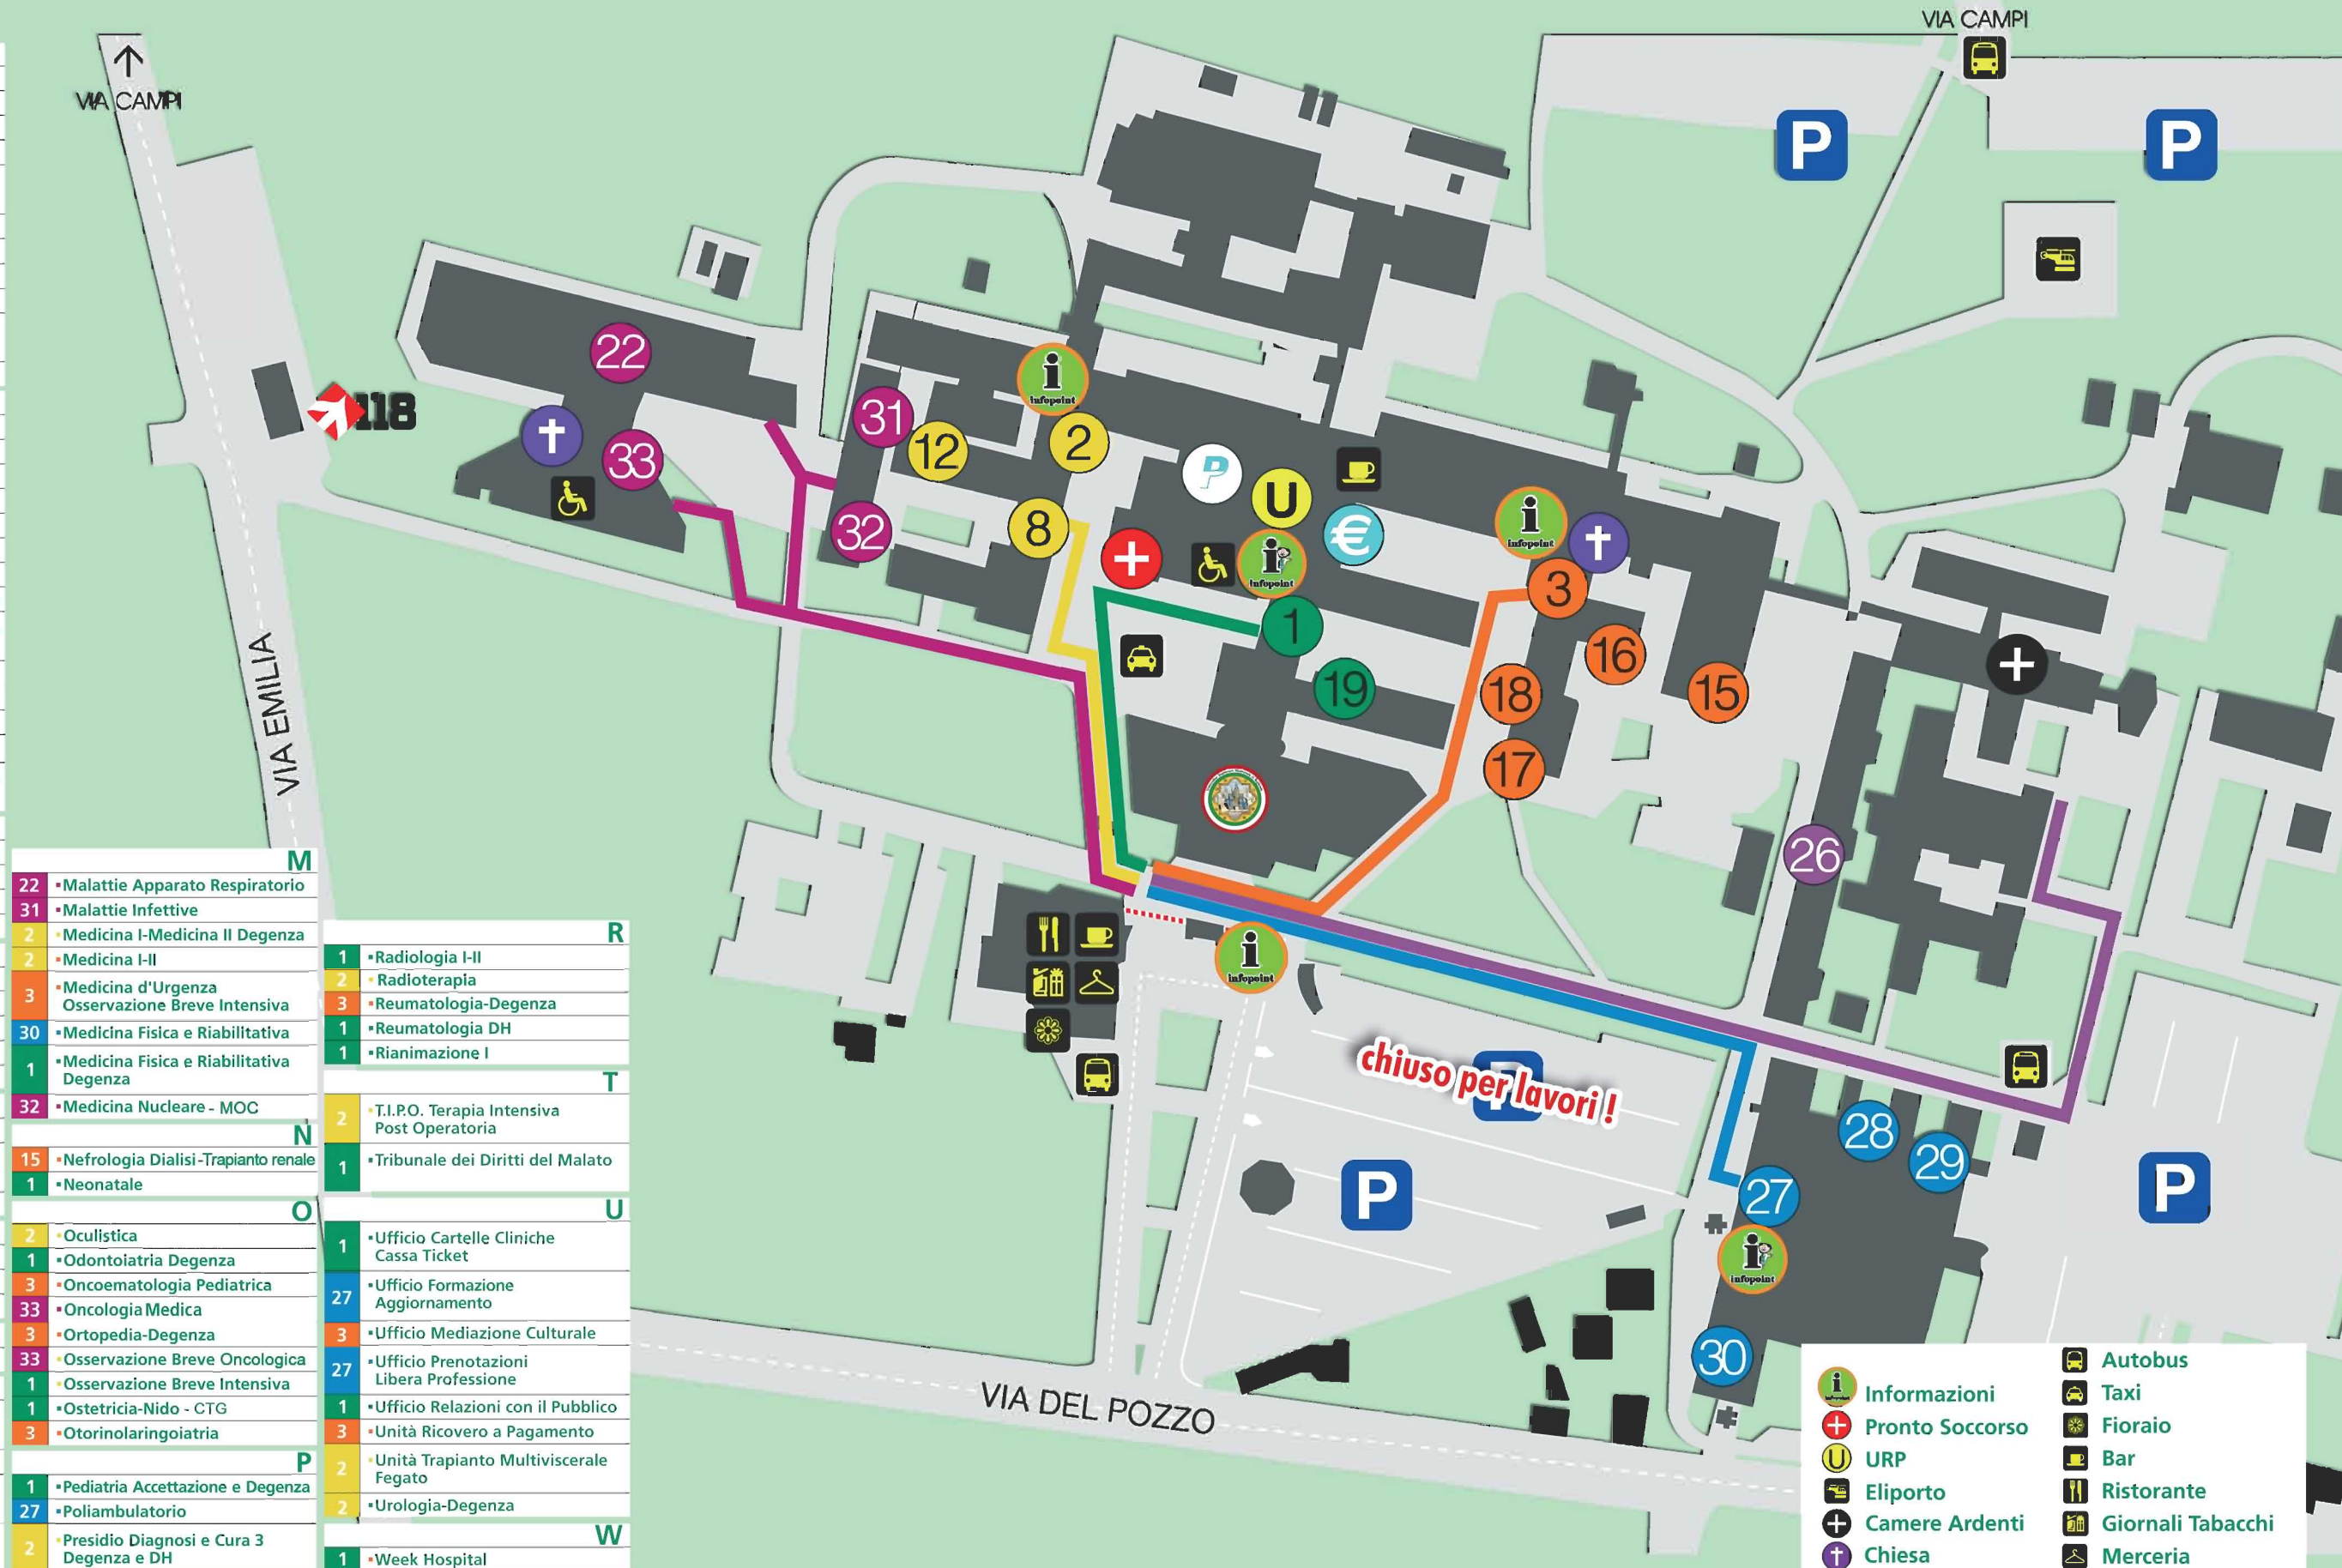 VIA CAMPI
VIA CAMPI
P
P
118
22
33
31
12
2
infopoint
32
8
P
U
€
infopoint
1
19
infopoint
3
16
18
15
17
26
VIA EMILIA
infopoint
chiuso per lavori !
P
P
P
28
29
27
infopoint
30
VIA DEL POZZO
M
22 Malattie Apparato Respiratorio
31 Malattie Infettive
2 Medicina I-Medicina II Degenza
2 Medicina I-II
3 Medicina d'Urgenza
Osservazione Breve Intensiva
30 Medicina Fisica e Riabilitativa
1 Medicina Fisica e Riabilitativa
Degenza
32 Medicina Nucleare - MOC
N
15 Nefrologia Dialisi-Trapianto renale
1 Neonatale
O
2 Oculistica
1 Odontoiatria Degenza
3 Oncoematologia Pediatrica
33 Oncologia Medica
3 Ortopedia-Degenza
33 Osservazione Breve Oncologica
1 Osservazione Breve Intensiva
1 Ostetricia-Nido - CTG
3 Otorinolaringoiatria
P
1 Pediatria Accettazione e Degenza
27 Poliambulatorio
2 Presidio Diagnosi e Cura 3
Degenza e DH
R
1 Radiologia I-II
2 Radioterapia
3 Reumatologia-Degenza
1 Reumatologia DH
1 Rianimazione I
T
2 T.I.P.O. Terapia Intensiva
Post Operatoria
1 Tribunale dei Diritti del Malato
U
1 Ufficio Cartelle Cliniche
Cassa Ticket
27 Ufficio Formazione
Aggiornamento
3 Ufficio Mediazione Culturale
27 Ufficio Prenotazioni
Libera Professione
1 Ufficio Relazioni con il Pubblico
3 Unità Ricovero a Pagamento
2 Unità Trapianto Multiviscerale
Fegato
2 Urologia-Degenza
W
1 Week Hospital
Informazioni
Pronto Soccorso
U URP
Eliporto
Camere Ardenti
Chiesa
Autobus
Taxi
Fioraio
Bar
Ristorante
Giornali Tabacchi
Merceria